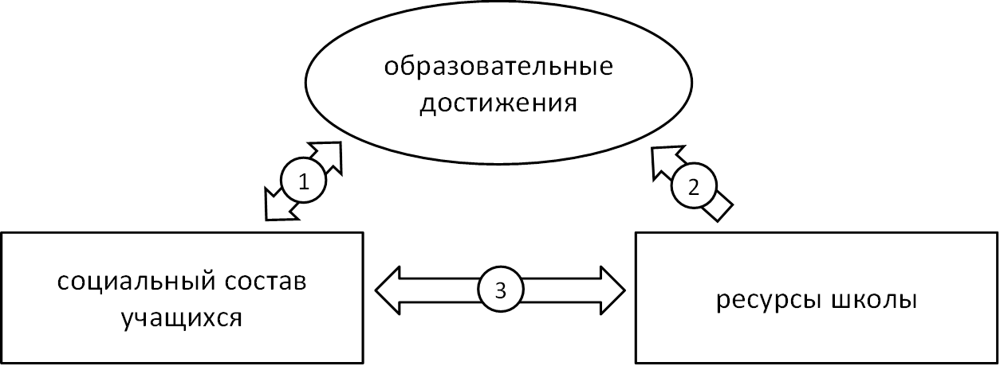 образовательные
достижения
1
2
социальный состав
учащихся
3
ресурсы школы